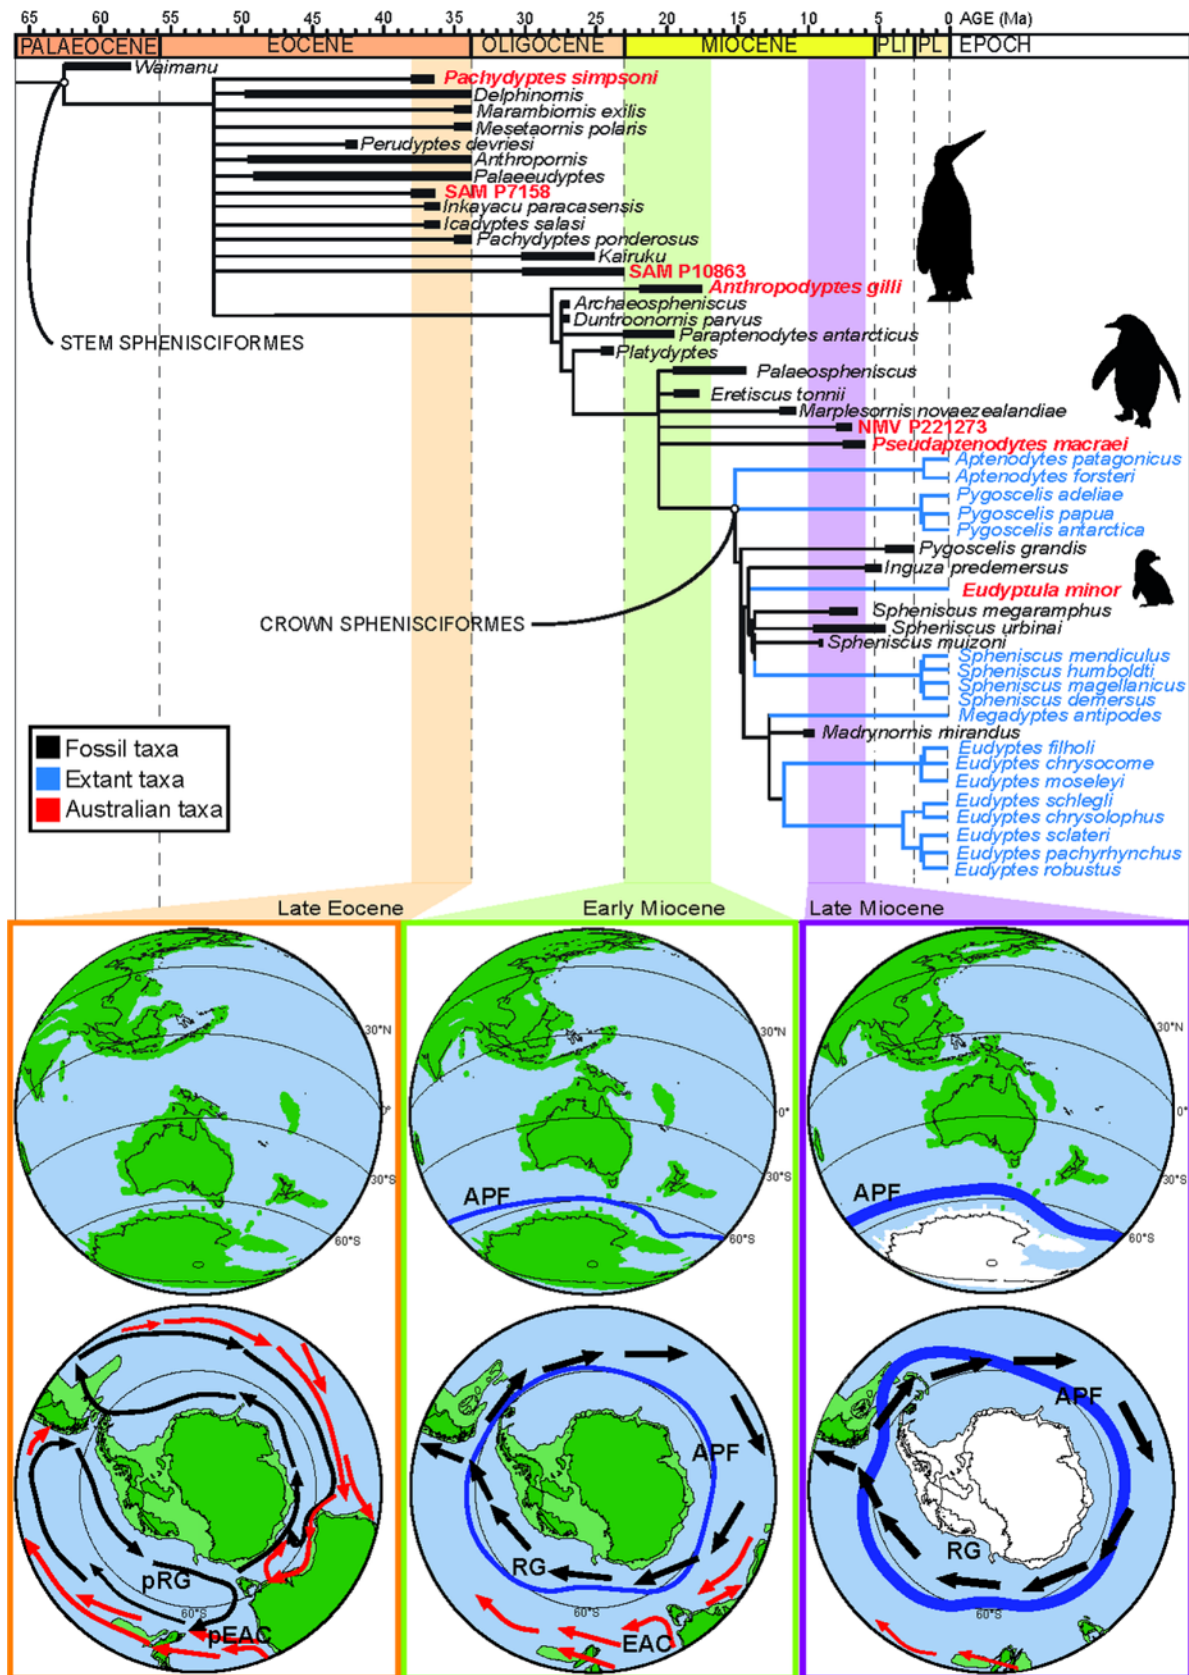 65 60 55 50 45 40 35 30 25 20 15 10 5 0 AGE (Ma)
PALAEOCENE EOCENE OLIGOCENE MIOCENE PLI PL EPOCH
Waimanu
Pachydyptes simpsoni
Delphinornis
Marambiornis exilis
Mesetaornis polaris
Perudyptes devriesi
Anthropornis
Palaeeudyptes
SAM P7158
Inkayacu paracasensis
Icadyptes salasi
Pachydyptes ponderosus
Kairuku
SAM P10863
Anthropodyptes gilli
Archaeospheniscus
Duntroonornis parvus
Paraptenodytes antarcticus
STEM SPHENISCIFORMES
Platydyptes
Palaeospheniscus
Eretiscus tonnii
Marplesornis novaezealandiae
NMV P221273
Pseudaptenodytes macraei
Aptenodytes patagonicus
Aptenodytes forsteri
Pygoscelis adeliae
Pygoscelis papua
Pygoscelis antarctica
Pygoscelis grandis
Inguza predemersus
Eudyptula minor
Spheniscus megaramphus
CROWN SPHENISCIFORMES
Spheniscus urbinai
Spheniscus muizoni
Spheniscus mendiculus
Spheniscus humboldti
Spheniscus magellanicus
Spheniscus demersus
Megadyptes antipodes
Madrynornis mirandus
Eudyptes filholi
Eudyptes chrysocome
Eudyptes moseleyi
Eudyptes schlegli
Eudyptes chrysolophus
Eudyptes sclateri
Eudyptes pachyrhynchus
Eudyptes robustus
Fossil taxa
Extant taxa
Australian taxa
Late Eocene
Early Miocene
Late Miocene
30°N
0°
30°S
60°S
30°N
0°
30°S
APF
60°S
30°N
0°
30°S
APF
60°S
pRG
60°S
pEAC
APF
RG
60°S
EAC
APF
RG
60°S